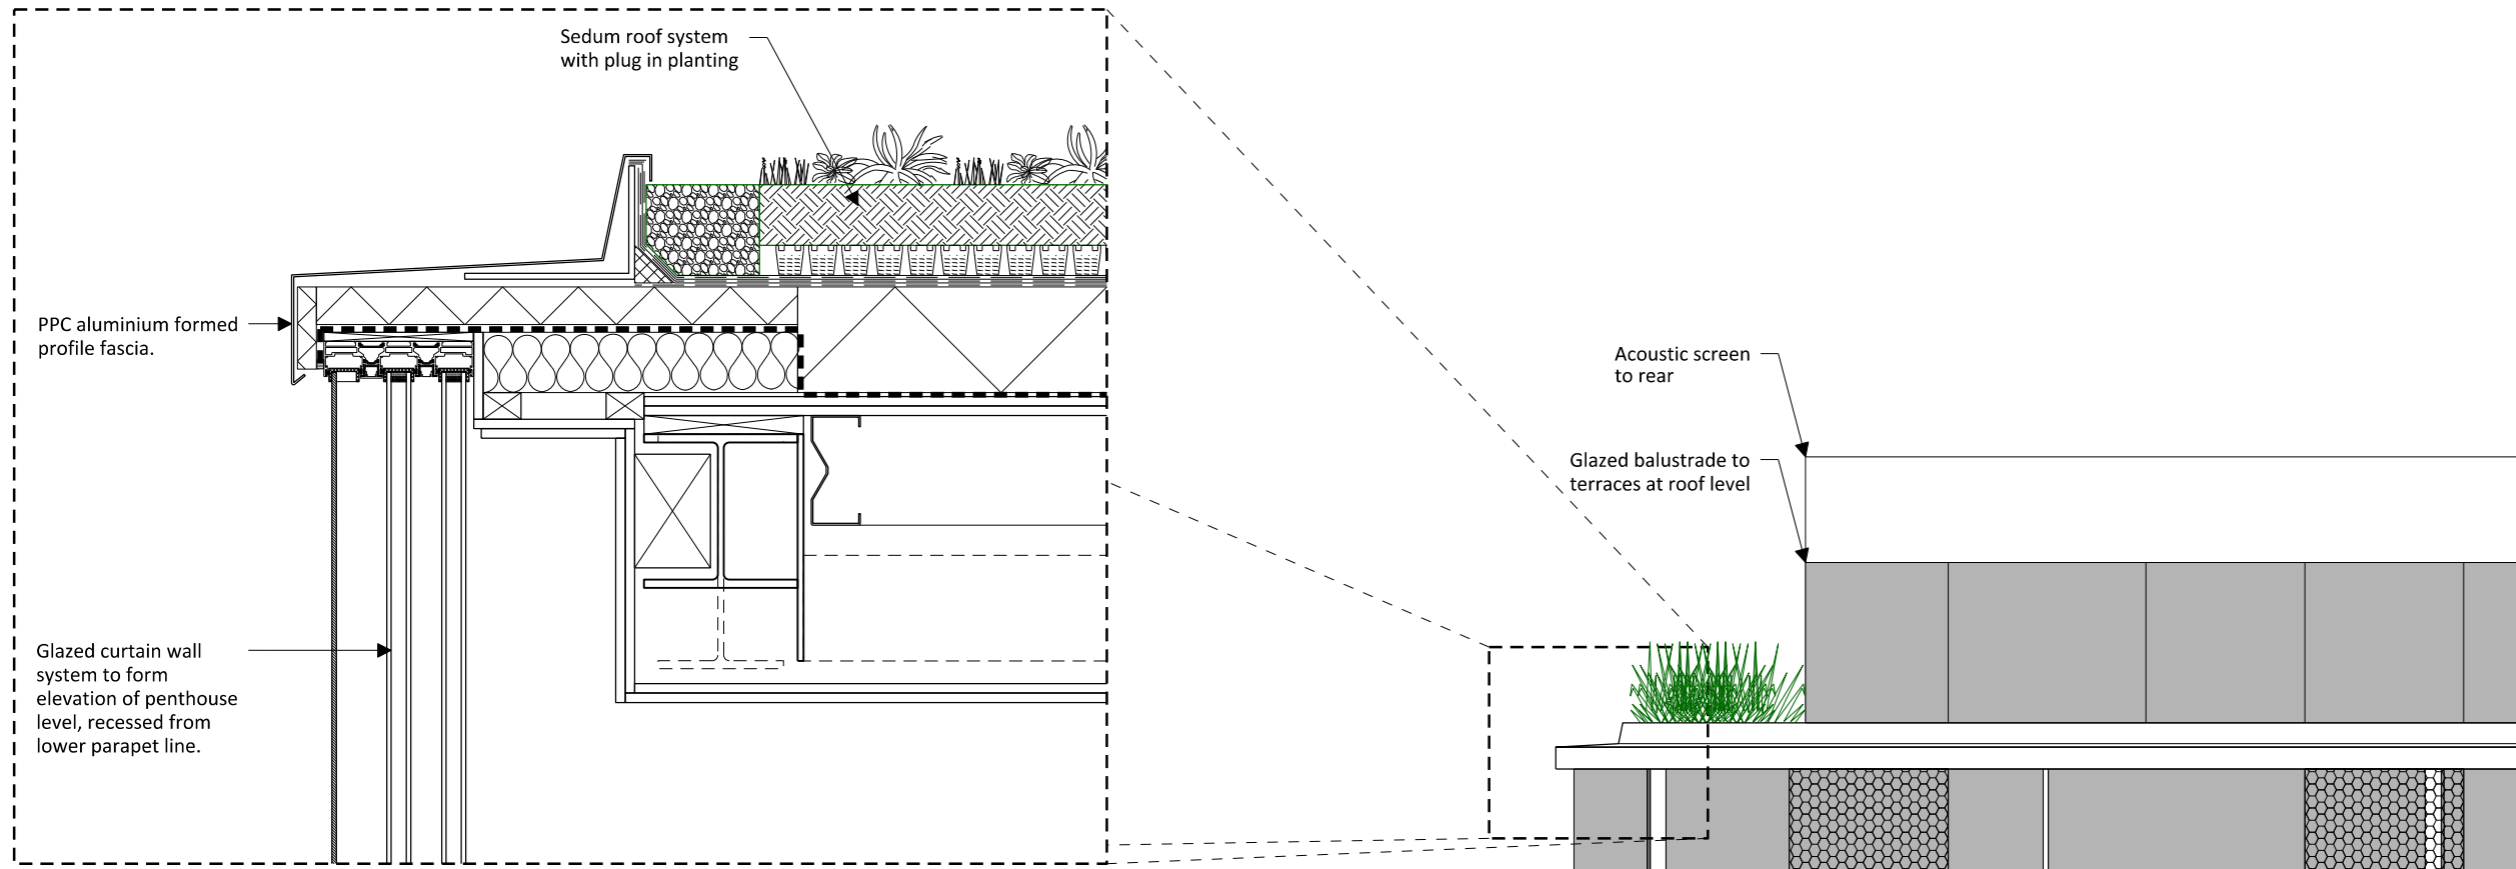 Sedum roof system
with plug in planting
PPC aluminium formed
profile fascia.
Glazed curtain wall
system to form
elevation of penthouse
level, recessed from
lower parapet line.
Acoustic screen
to rear
Glazed balustrade to
terraces at roof level